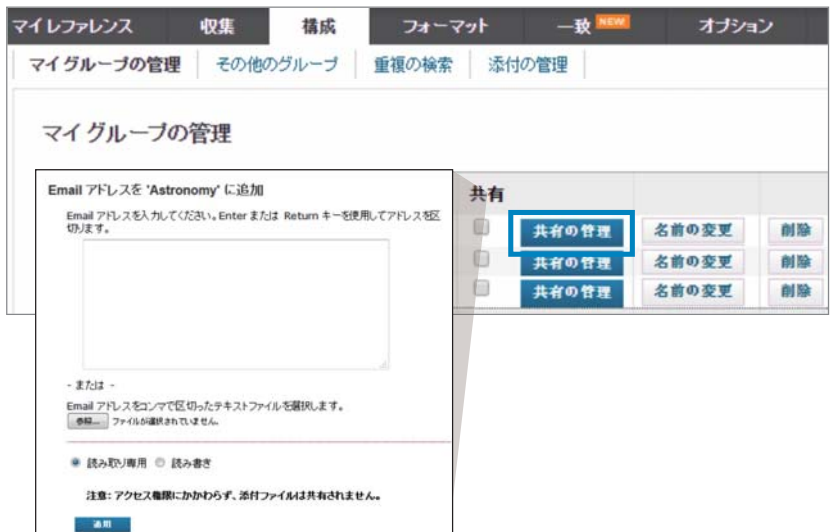 マイ レファレンス 収集 構成 フォーマット 一致 NEW オプション
マイ グループの管理 その他のグループ 重複の検索 添付の管理
マイ グループの管理
共有
共有の管理 名前の変更 削除
共有の管理 名前の変更 削除
共有の管理 名前の変更 削除
Email アドレスを 'Astronomy' に追加
Email アドレスを入力してください。Enter または Return キーを使用してアドレスを区
切ります。
- または -
Email アドレスをコンマで区切ったテキストファイルを選択します。
参照... ファイルが選択されていません。
読み取り専用 読み書き
注意: アクセス権限にかかわらず、添付ファイルは共有されません。
適用